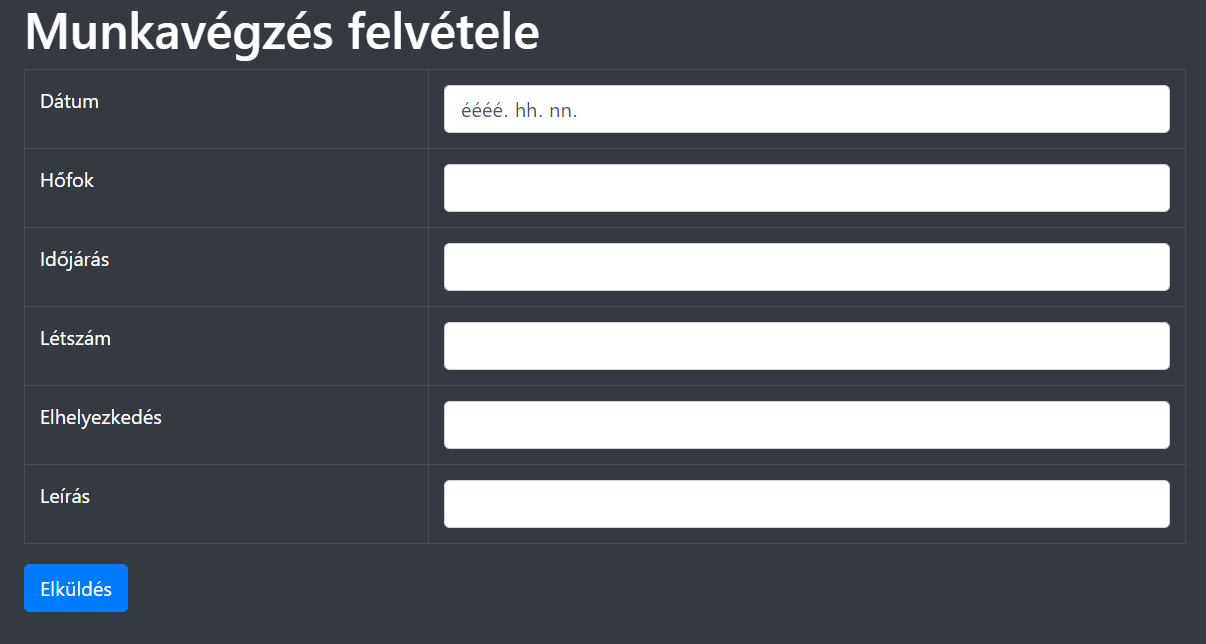 Munkavégzés felvétele
Dátum
éééé. hh. nn.
Hőfok
Időjárás
Létszám
Elhelyezkedés
Leírás
Elküldés